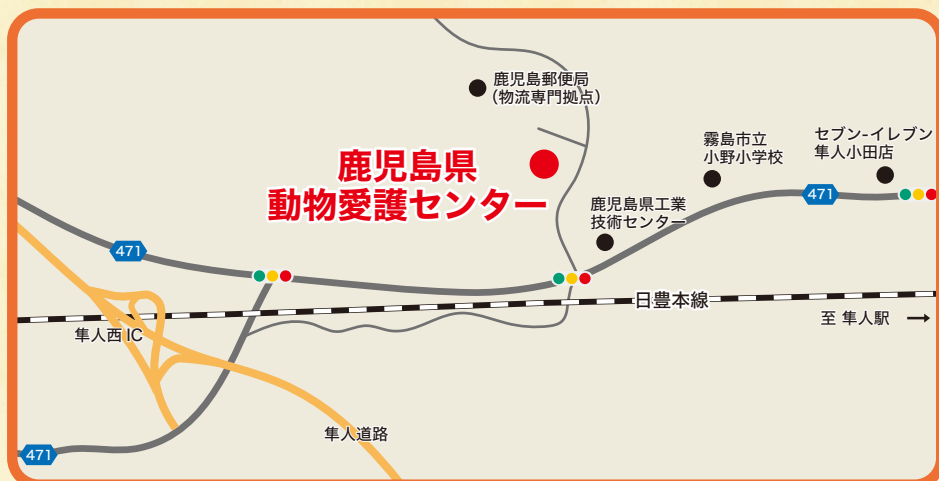 鹿児島郵便局
（物流専門拠点）
鹿児島県
動物愛護センター
霧島市立
小野小学校
セブン-イレブン
隼人小田店
471
鹿児島県工業
技術センター
471
日豊本線
至 隼人駅
隼人西IC
隼人道路
471